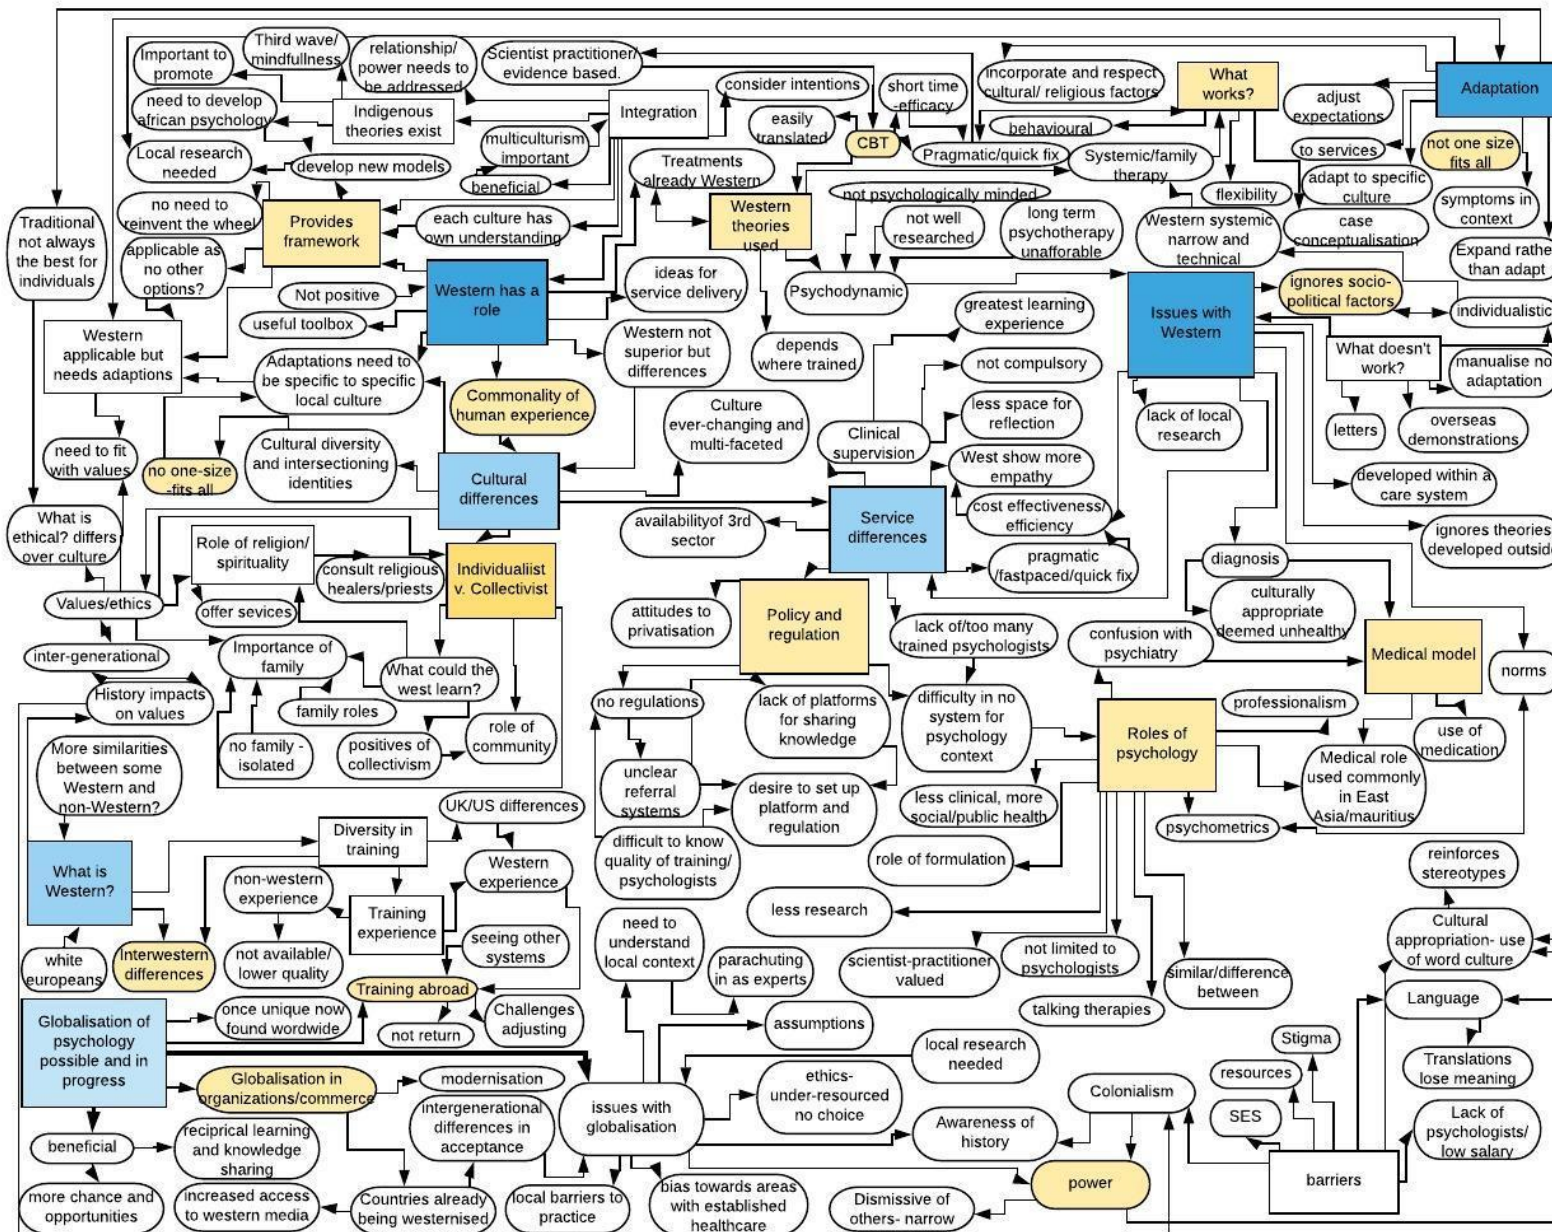 Important to
promote
Third wave/
mindfullness
relationship/
power needs to
be addressed
Scientist practitioner/
evidence based.
consider intentions
short time
-efficacy
incorporate and respect
cultural/ religious factors
What
works?
adjust
expectations
Adaptation
need to develop
african psychology
Indigenous
theories exist
Integration
easily
translated
CBT
behavioural
to services
not one size
fits all
multiculturism
important
Local research
needed
develop new models
beneficial
Treatments
already Western
Pragmatic/quick fix
Systemic/family
therapy
flexibility
adapt to specific
culture
symptoms in
context
not psychologically minded
Traditional
not always
the best for
individuals
no need to
reinvent the wheel
Provides
framework
each culture has
own understanding
Western
theories
used
not well
researched
long term
psychotherapy
unafforable
Western systemic
narrow and
technical
case
conceptualisation
Expand rathe
than adapt
applicable as
no other
options?
Not positive
Western has a
role
ideas for
service delivery
Psychodynamic
Issues with
Western
ignores socio-
political factors
individualistic
useful toolbox
greatest learning
experience
Western
applicable but
needs adaptions
Adaptations need to
be specific to specific
local culture
Western not
superior but
differences
depends
where trained
not compulsory
What doesn't
work?
manualise no
adaptation
Commonality of
human experience
Culture
ever-changing and
multi-faceted
less space for
reflection
lack of local
research
letters
overseas
demonstrations
need to fit
with values
no one-size
-fits all
Cultural diversity
and intersectioning
identities
Cultural
differences
Clinical
supervision
West show more
empathy
developed within a
care system
What is
ethical? differs
over culture
Role of religion/
spirituality
availabilityof 3rd
sector
Service
differences
cost effectiveness/
efficiency
ignores theories
developed outside
consult religious
healers/priests
Individualiist
v. Collectivist
pragmatic
/fastpaced/quick fix
diagnosis
Values/ethics
offer sevices
attitudes to
privatisation
Policy and
regulation
culturally
appropriate
deemed unhealthy
inter-generational
Importance of
family
What could the
west learn?
lack of/too many
trained psychologists
confusion with
psychiatry
Medical model
norms
History impacts
on values
family roles
no regulations
lack of platforms
for sharing
knowledge
difficulty in no
system for
psychology
context
professionalism
More similarities
between some
Western and
non-Western?
no family -
isolated
positives of
collectivism
role of
community
Roles of
psychology
use of
medication
unclear
referral
systems
desire to set up
platform and
regulation
less clinical, more
social/public health
Medical role
used commonly
in East
Asia/mauritius
UK/US differences
psychometrics
What is
Western?
Diversity in
training
Western
experience
difficult to know
quality of training/
psychologists
role of formulation
reinforces
stereotypes
non-western
experience
Training
experience
less research
white
europeans
Interwestern
differences
not available/
lower quality
seeing other
systems
need to
understand
local context
parachuting
in as experts
scientist-practitioner
valued
not limited to
psychologists
similar/difference
between
Cultural
appropriation- use
of word culture
Training abroad
talking therapies
Language
Globalisation of
psychology
possible and in
progress
once unique now
found wordwide
not return
Challenges
adjusting
assumptions
Stigma
Translations
lose meaning
local research
needed
resources
Globalisation in
organizations/commerce
modernisation
issues with
globalisation
ethics-
under-resourced
no choice
Colonialism
SES
Lack of
psychologists/
low salary
beneficial
reciprical learning
and knowledge
sharing
intergenerational
differences in
acceptance
Awareness of
history
more chance and
opportunities
increased access
to western media
Countries already
being westernised
local barriers to
practice
bias towards areas
with established
healthcare
Dismissive of
others- narrow
power
barriers